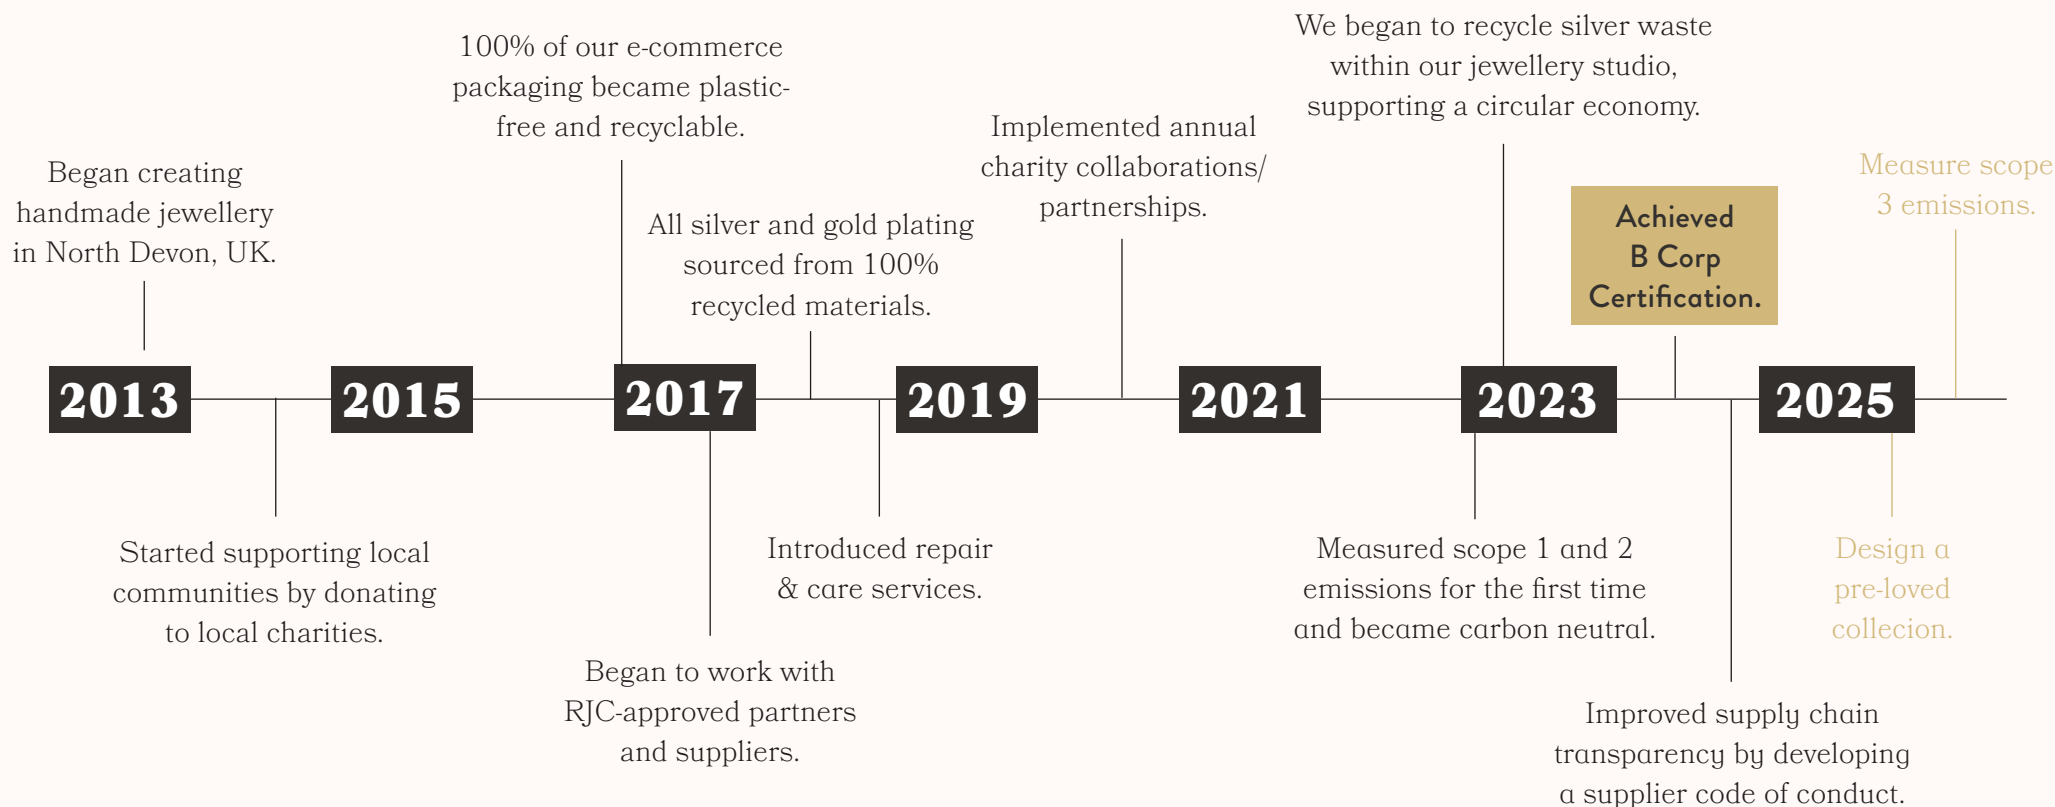 Began creating
handmade jewellery
in North Devon, UK.
100% of our e-commerce
packaging became plastic-
free and recyclable.
All silver and gold plating
sourced from 100%
recycled materials.
Implemented annual
charity collaborations/
partnerships.
We began to recycle silver waste
within our jewellery studio,
supporting a circular economy.
Achieved
B Corp
Certification.
Measure scope
3 emissions.
2013
2015
2017
2019
2021
2023
2025
Started supporting local
communities by donating
to local charities.
Began to work with
RJC-approved partners
and suppliers.
Introduced repair
& care services.
Measured scope 1 and 2
emissions for the first time
and became carbon neutral.
Improved supply chain
transparency by developing
a supplier code of conduct.
Design a
pre-loved
collecion.